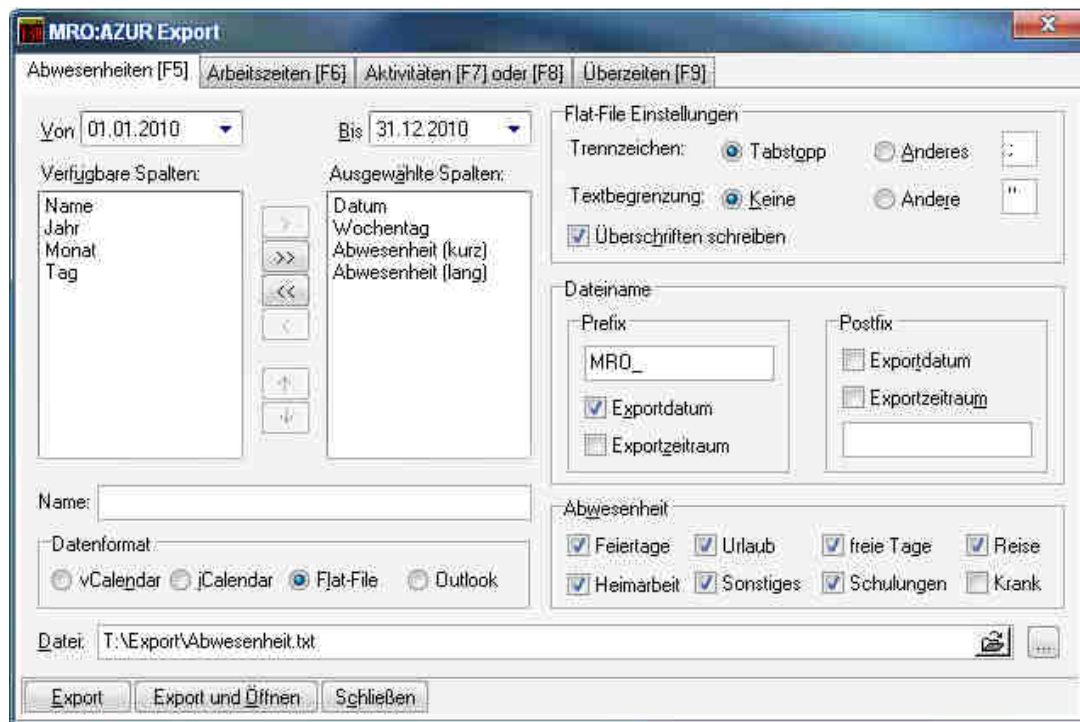 MRO:AZUR Export
Abwesenheiten [F5] Arbeitszeiten [F6] Aktivitäten [F7] oder [F8] Überzeiten [F9]
Von 01.01.2010 Bis 31.12.2010
Verfügbare Spalten: Ausgewählte Spalten:
Name
Jahr
Monat
Tag
>
>>
<<
<
↑
↓
Datum
Wochentag
Abwesenheit (kurz)
Abwesenheit (lang)
Flat-File Einstellungen
Trennzeichen: Tabstopp Anderes ;
Textbegrenzung: Keine Andere "
Überschriften schreiben
Dateiname
Prefix
MRO_
Exportdatum
Exportzeitraum
Postfix
Exportdatum
Exportzeitraum
Name:
Datenformat
vCalendar jCalendar Flat-File Outlook
Abwesenheit
Feiertage Urlaub freie Tage Reise
Heimarbeit Sonstiges Schulungen Krank
Datei: T:\Export\Abwesenheit.txt ...
Export Export und Öffnen Schließen